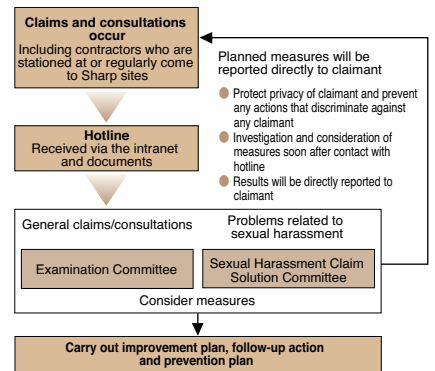 Claims and consultations
occur
Including contractors who are
stationed at or regularly come
to Sharp sites
Planned measures will be
reported directly to claimant
Protect privacy of claimant and prevent
any actions that discriminate against
any claimant
Investigation and consideration of
measures soon after contact with
hotline
Results will be directly reported to
claimant
Hotline
Received via the intranet
and documents
General claims/consultations
Problems related to
sexual harassment
Examination Committee
Sexual Harassment Claim
Solution Committee
Consider measures
Carry out improvement plan, follow-up action
and prevention plan